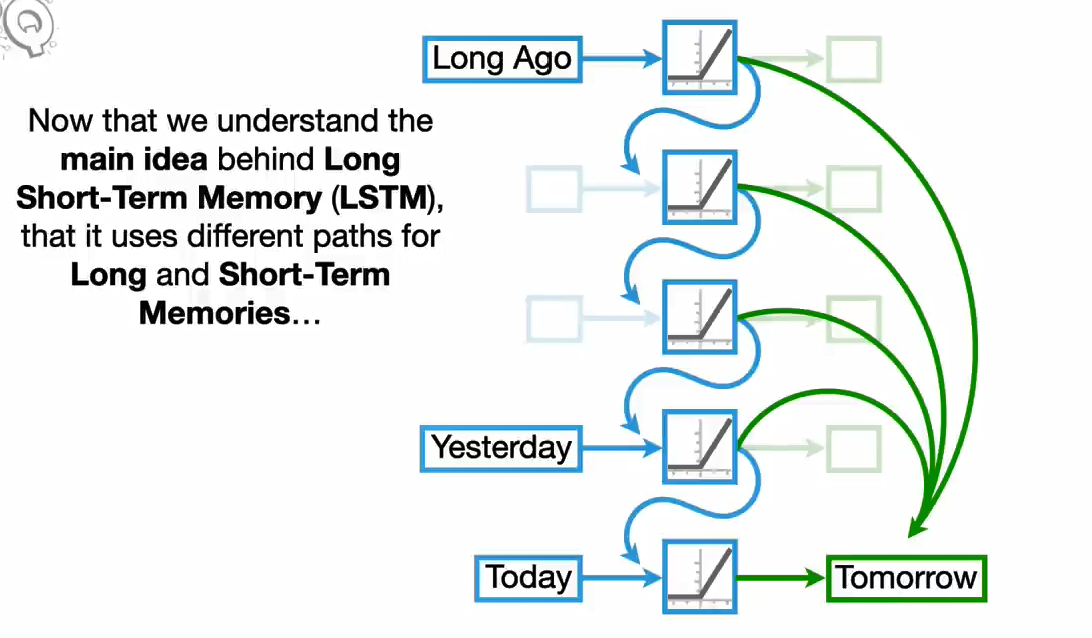 Long Ago
Now that we understand the
main idea behind Long
Short-Term Memory (LSTM),
that it uses different paths for
Long and Short-Term
Memories…
Yesterday
Today
Tomorrow